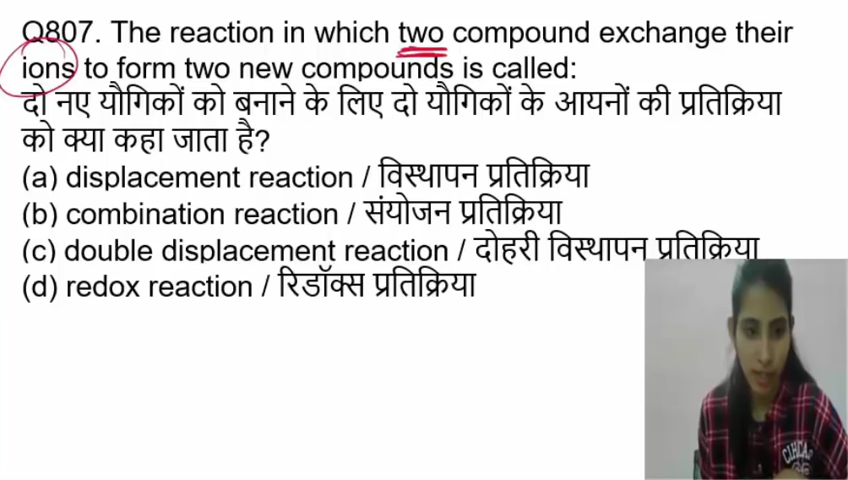 Q807. The reaction in which two compound exchange their
ions to form two new compounds is called:
दो नए यौगिकों को बनाने के लिए दो यौगिकों के आयनों की प्रतिक्रिया
को क्या कहा जाता है?
(a) displacement reaction / विस्थापन प्रतिक्रिया
(b) combination reaction / संयोजन प्रतिक्रिया
(c) double displacement reaction / दोहरी विस्थापन प्रतिक्रिया
(d) redox reaction / रिडॉक्स प्रतिक्रिया